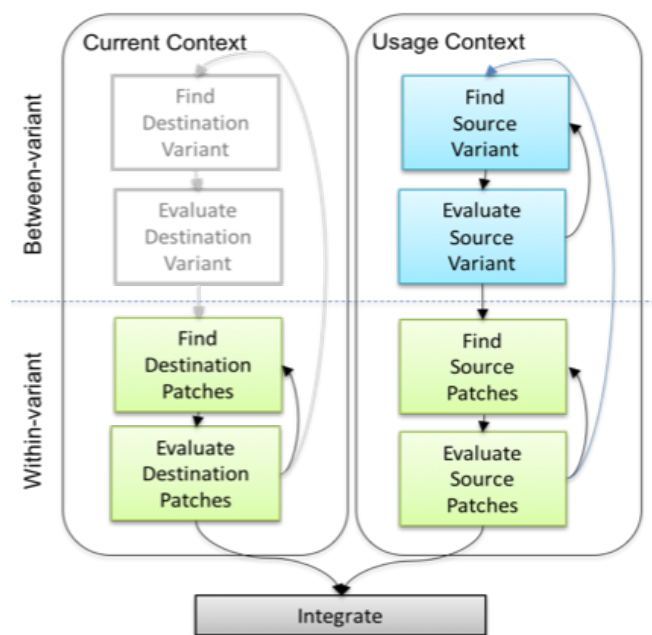 Current Context
Usage Context
Between-variant
Find
Destination
Variant
Find
Source
Variant
Evaluate
Destination
Variant
Evaluate
Source
Variant
Within-variant
Find
Destination
Patches
Find
Source
Patches
Evaluate
Destination
Patches
Evaluate
Source
Patches
Integrate